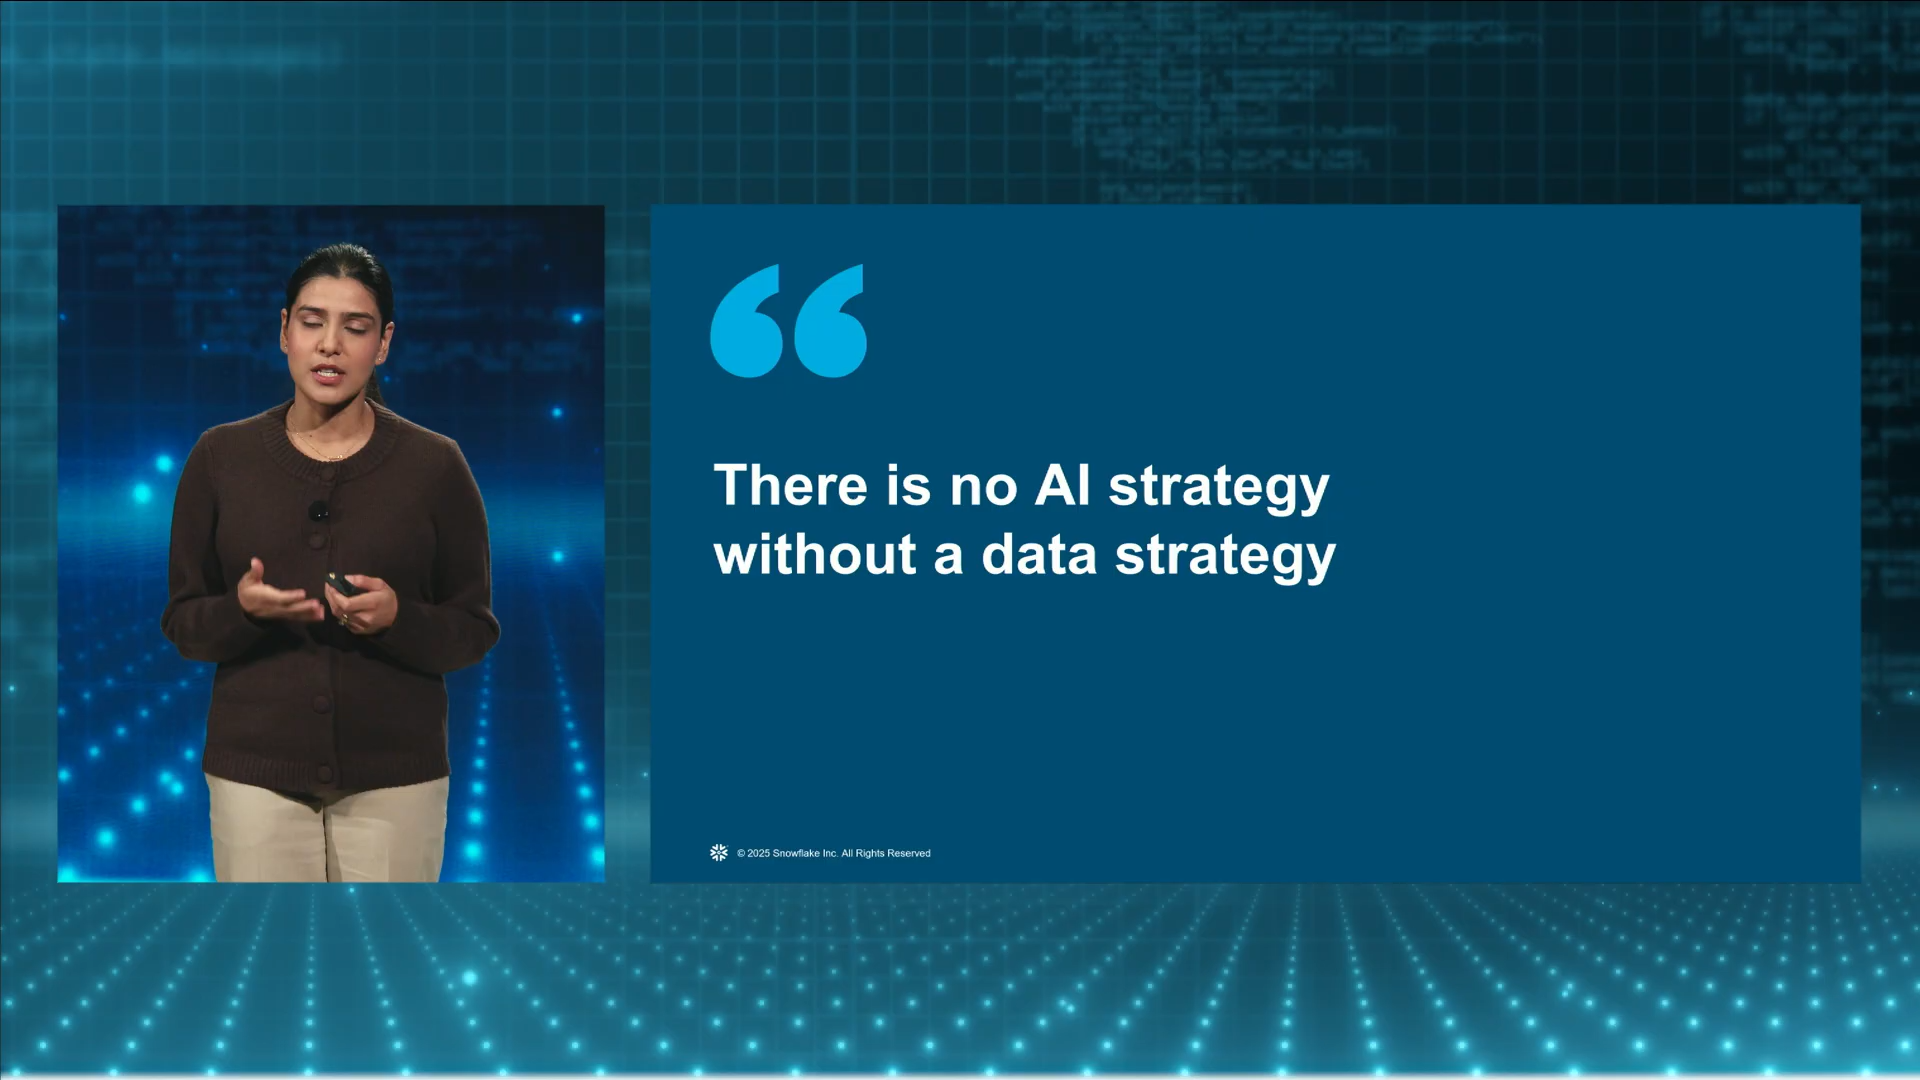 There is no AI strategy
without a data strategy
© 2025 Snowflake Inc. All Rights Reserved